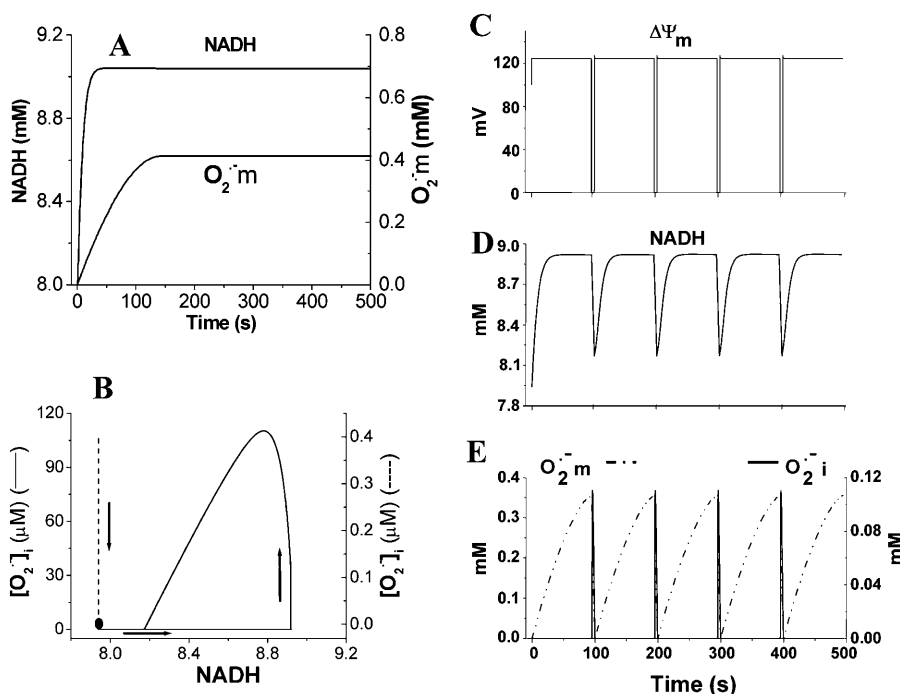 A
NADH
O₂·⁻m
9.2
8.8
8.4
8.0
NADH (mM)
0.8
0.6
0.4
0.2
0.0
O₂·⁻m (mM)
0 100 200 300 400 500
Time (s)
B
120
90
60
30
0
[O₂·⁻]ᵢ (μM) (——)
0.4
0.3
0.2
0.1
0.0
[O₂·⁻]ᵢ (μM) (----)
8.0 8.4 8.8 9.2
NADH
C
ΔΨm
120
80
40
0
mV
D
NADH
9.0
8.7
8.4
8.1
7.8
mM
E
O₂·⁻m O₂·⁻i
0.4
0.3
0.2
0.1
0.0
mM
0.12
0.08
0.04
0.00
mM
0 100 200 300 400 500
Time (s)